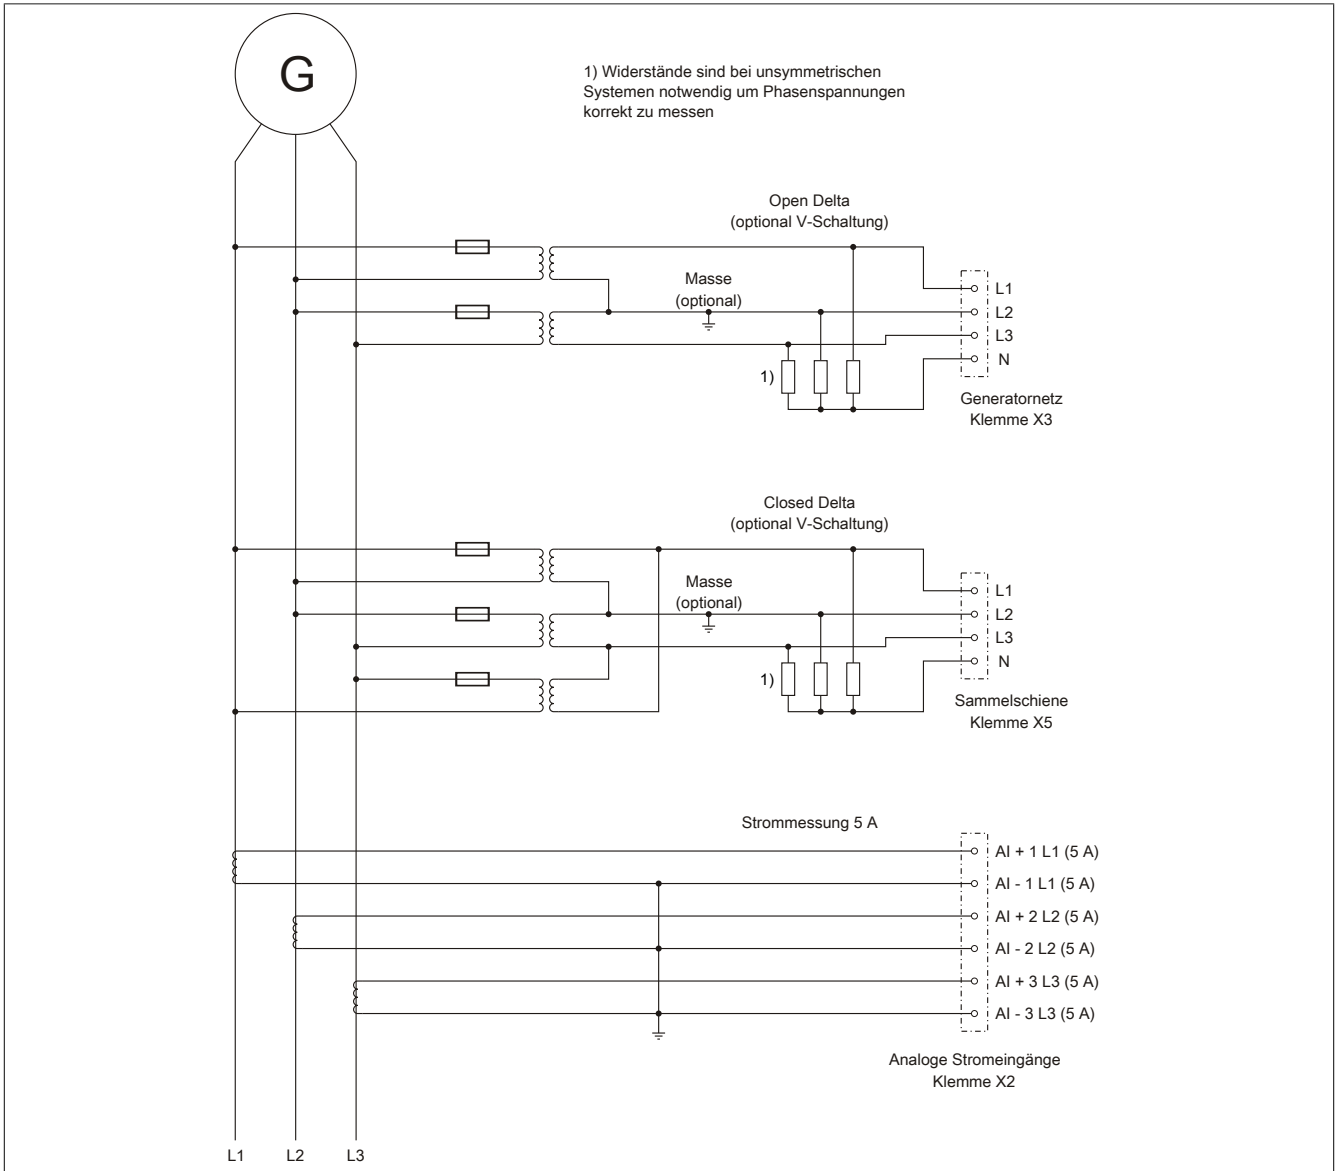 G
1) Widerstände sind bei unsymmetrischen
Systemen notwendig um Phasenspannungen
korrekt zu messen
Open Delta
(optional V-Schaltung)
Masse
(optional)
L1
L2
L3
N
1)
Generatornetz
Klemme X3
Closed Delta
(optional V-Schaltung)
Masse
(optional)
L1
L2
L3
N
1)
Sammelschiene
Klemme X5
Strommessung 5 A
AI + 1 L1 (5 A)
AI - 1 L1 (5 A)
AI + 2 L2 (5 A)
AI - 2 L2 (5 A)
AI + 3 L3 (5 A)
AI - 3 L3 (5 A)
Analoge Stromeingänge
Klemme X2
L1 L2 L3